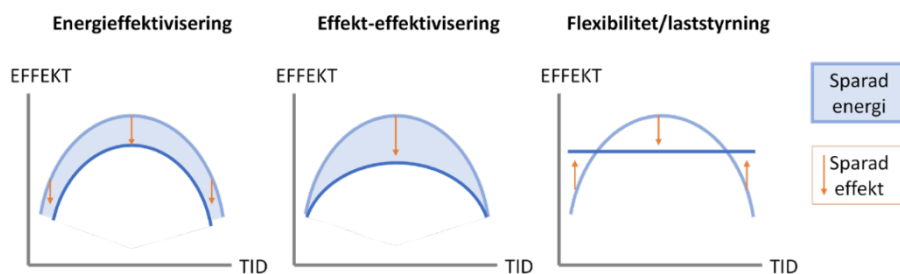 Energieffektivisering
Effekt-effektivisering
Flexibilitet/laststyrning
EFFEKT
EFFEKT
EFFEKT
Sparad
energi
Sparad
effekt
TID
TID
TID